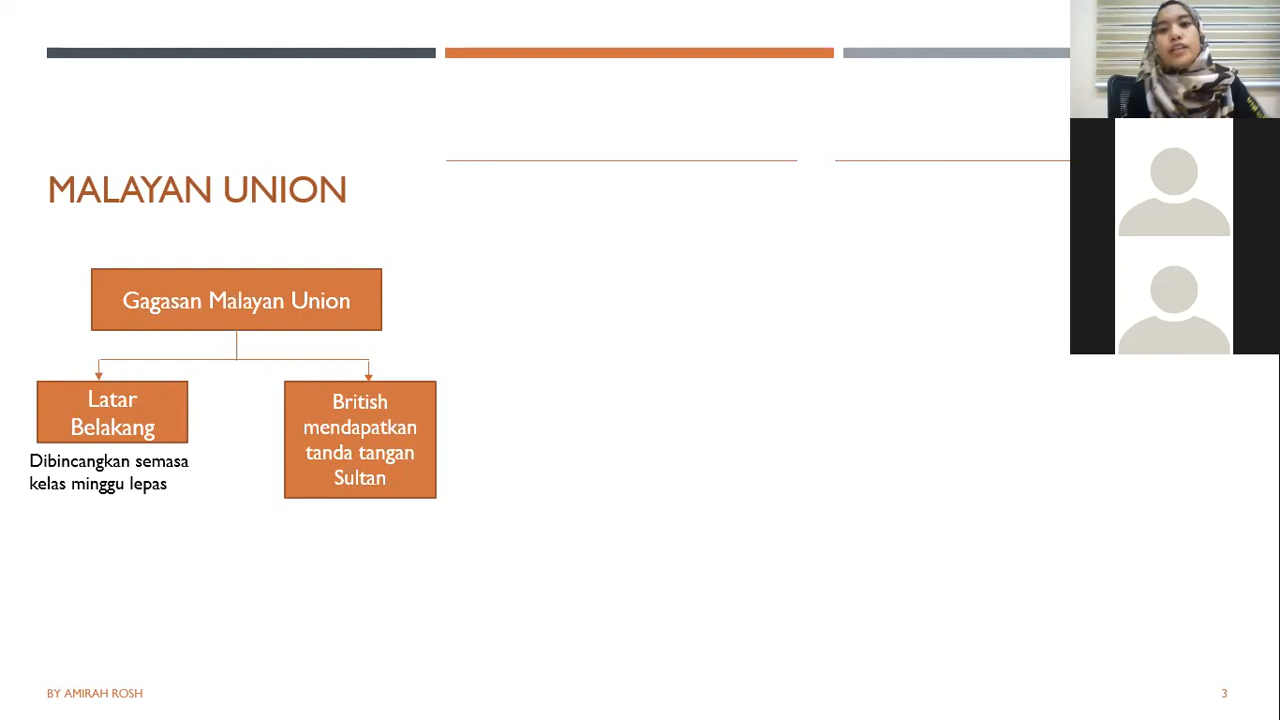 MALAYAN UNION
Gagasan Malayan Union
Latar
Belakang
Dibincangkan semasa
kelas minggu lepas
British
mendapatkan
tanda tangan
Sultan
BY AMIRAH ROSH
3